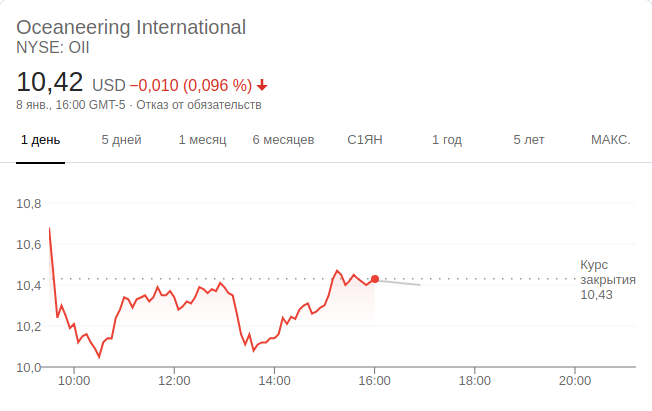 Oceaneering International
NYSE: OII
10,42 USD −0,010 (0,096 %)
8 янв., 16:00 GMT-5 · Отказ от обязательств
1 день 5 дней 1 месяц 6 месяцев С1ЯН 1 год 5 лет МАКС.
10,8
10,6
10,4
10,2
10,0
Курс
закрытия
10,43
10:00 12:00 14:00 16:00 18:00 20:00